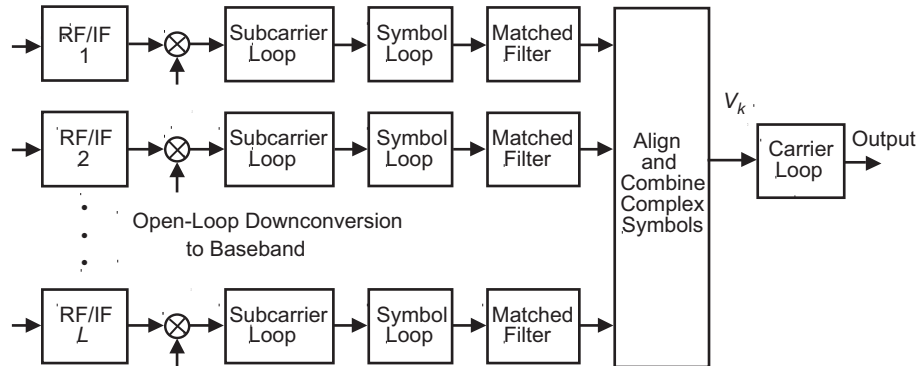 RF/IF
1
Subcarrier
Loop
Symbol
Loop
Matched
Filter
RF/IF
2
Subcarrier
Loop
Symbol
Loop
Matched
Filter
Open-Loop Downconversion
to Baseband
RF/IF
L
Subcarrier
Loop
Symbol
Loop
Matched
Filter
Align
and
Combine
Complex
Symbols
Vk
Carrier
Loop
Output